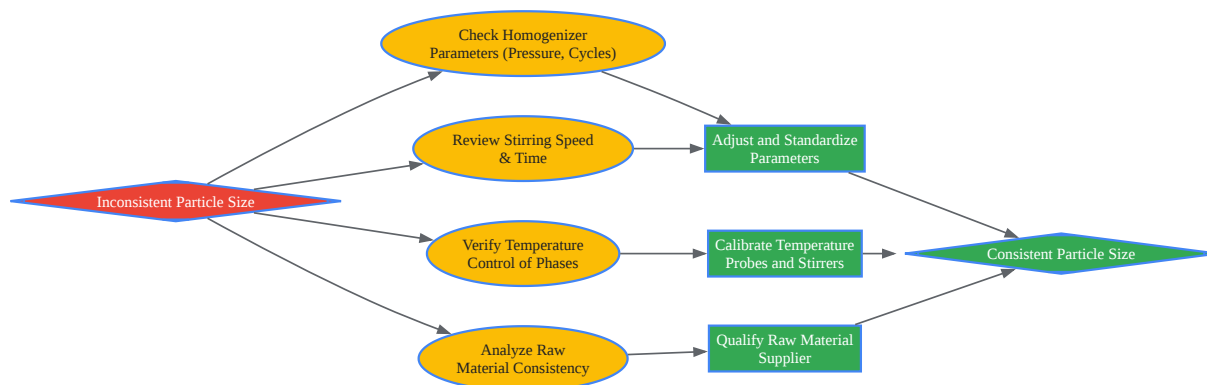 Check Homogenizer
Parameters (Pressure, Cycles)
Review Stirring Speed
& Time
Adjust and Standardize
Parameters
Inconsistent Particle Size
Verify Temperature
Control of Phases
Calibrate Temperature
Probes and Stirrers
Consistent Particle Size
Analyze Raw
Material Consistency
Qualify Raw Material
Supplier